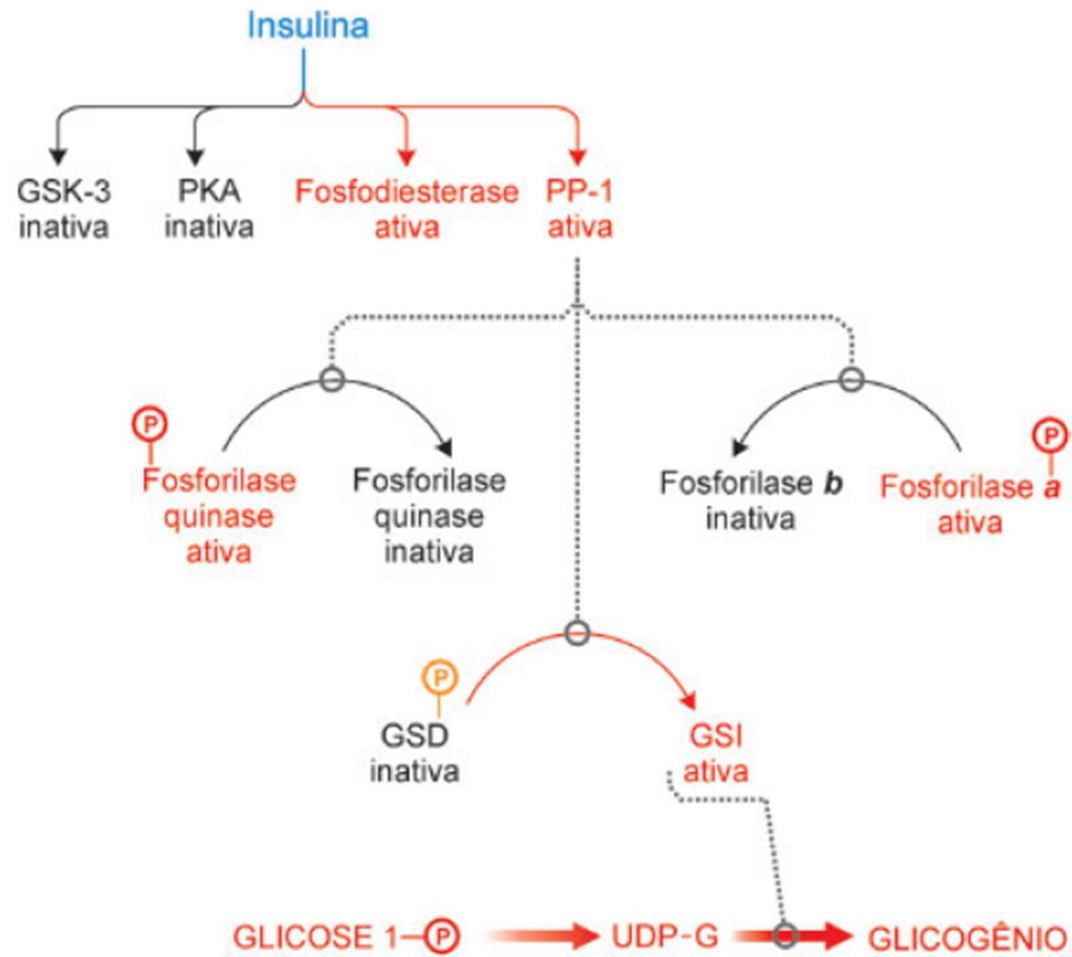 Insulina
GSK-3
inativa
PKA
inativa
Fosfodiesterase
ativa
PP-1
ativa
P
Fosforilase
quinase
ativa
Fosforilase
quinase
inativa
Fosforilase b
inativa
P
Fosforilase a
ativa
P
GSD
inativa
GSI
ativa
GLICOSE 1-P UDP-G GLICOGÊNIO